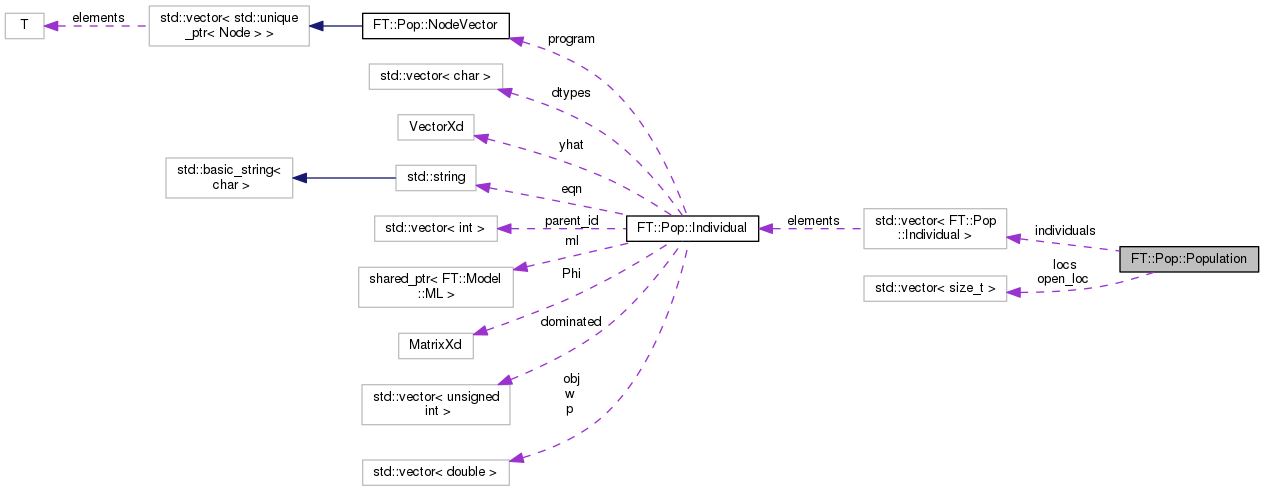 T
elements
std::vector< std::unique
_ptr< Node > >
FT::Pop::NodeVector
program
std::vector< char >
dtypes
VectorXd
yhat
std::basic_string<
char >
std::string
eqn
std::vector< int >
parent_id
FT::Pop::Individual
elements
std::vector< FT::Pop
::Individual >
individuals
FT::Pop::Population
locs
open_loc
std::vector< size_t >
ml
shared_ptr< FT::Model
::ML >
Phi
MatrixXd
dominated
std::vector< unsigned
int >
obj
w
p
std::vector< double >